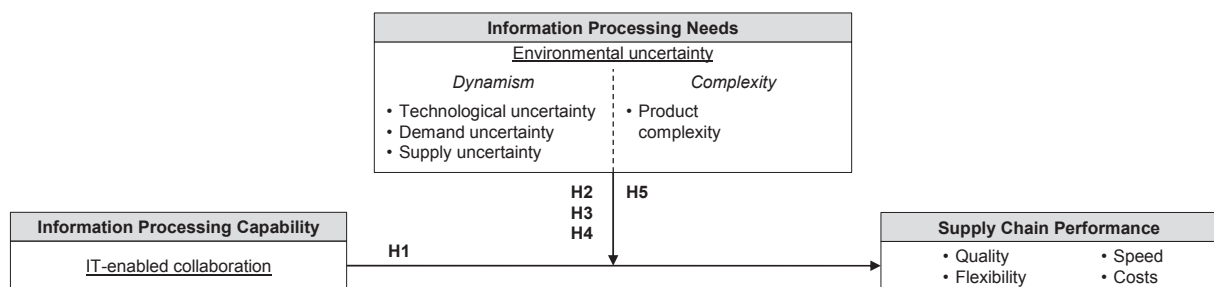 Information Processing Needs
Environmental uncertainty
Dynamism
Complexity
• Technological uncertainty
• Demand uncertainty
• Supply uncertainty
• Product
complexity
H2
H3
H4
H5
Information Processing Capability
IT-enabled collaboration
H1
Supply Chain Performance
• Quality
• Flexibility
• Speed
• Costs